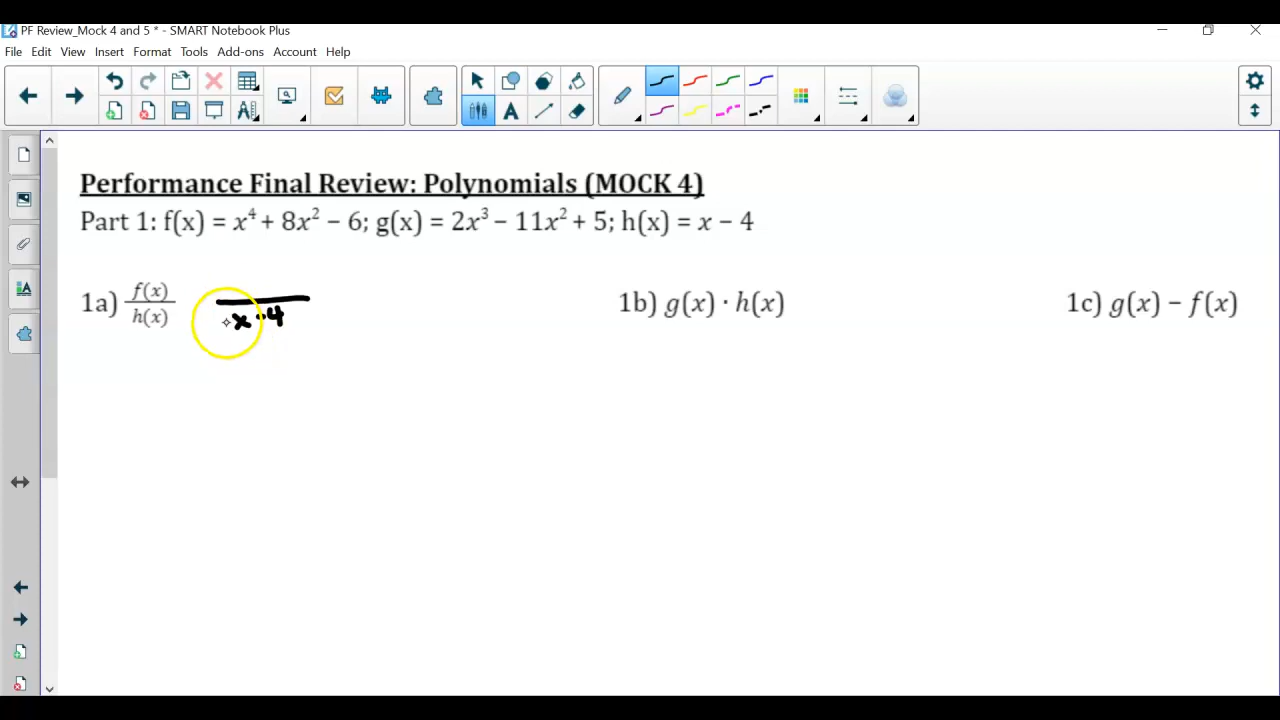 PF Review_Mock 4 and 5 * - SMART Notebook Plus
File Edit View Insert Format Tools Add-ons Account Help
Performance Final Review: Polynomials (MOCK 4)
Part 1: f(x) = x⁴ + 8x² − 6; g(x) = 2x³ − 11x² + 5; h(x) = x − 4
1a) f(x)/h(x) x-4 1b) g(x) · h(x) 1c) g(x) − f(x)